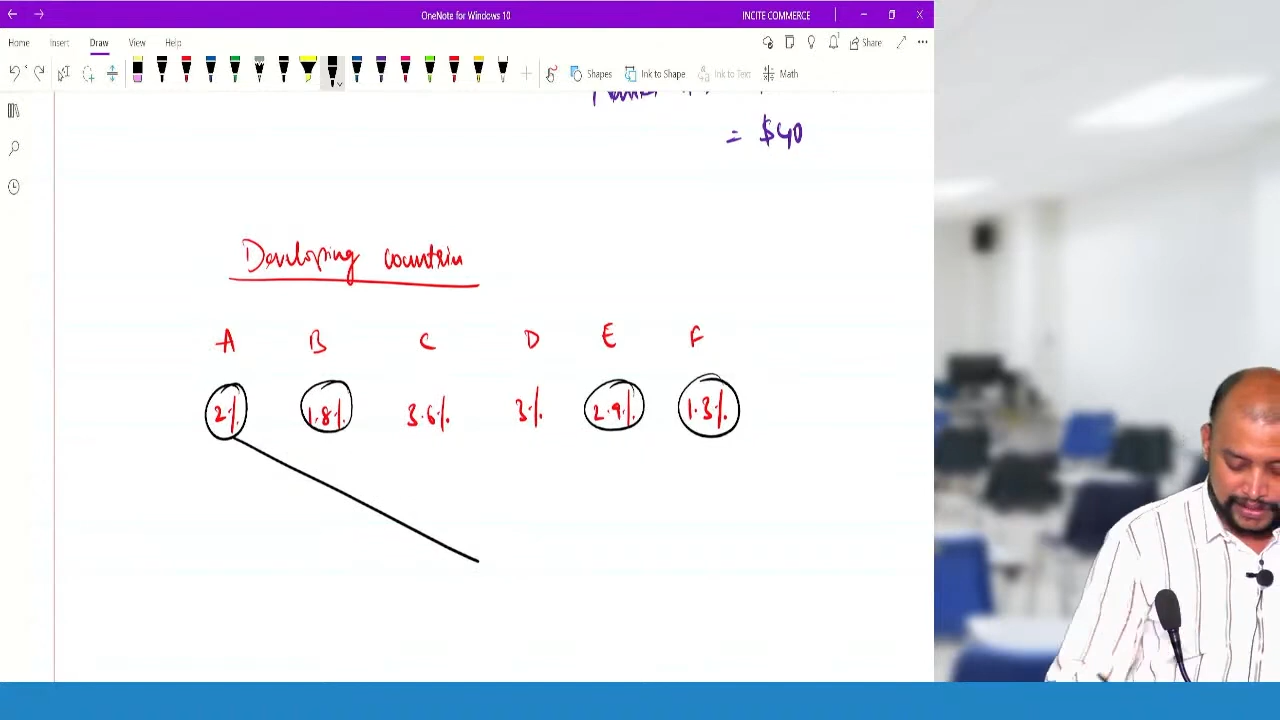 OneNote for Windows 10
INCITE COMMERCE
Home Insert Draw View Help
Share
Shapes Ink to Shape Ink to Text Math
= $40
Developing countries
A B C D E F
2% 1.8% 3.6% 3% 2.9% 1.3%